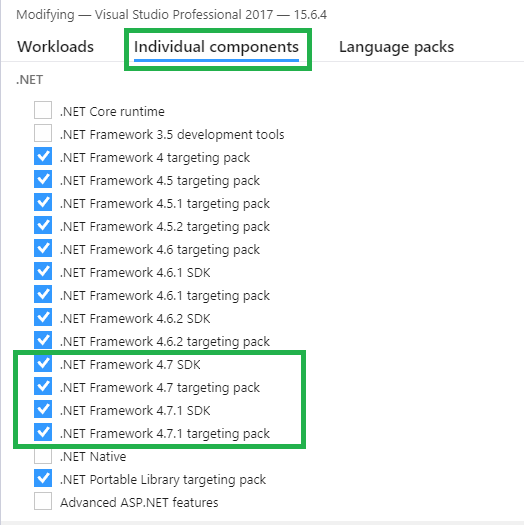 Modifying — Visual Studio Professional 2017 — 15.6.4
Workloads Individual components Language packs
.NET
.NET Core runtime
.NET Framework 3.5 development tools
.NET Framework 4 targeting pack
.NET Framework 4.5 targeting pack
.NET Framework 4.5.1 targeting pack
.NET Framework 4.5.2 targeting pack
.NET Framework 4.6 targeting pack
.NET Framework 4.6.1 SDK
.NET Framework 4.6.1 targeting pack
.NET Framework 4.6.2 SDK
.NET Framework 4.6.2 targeting pack
.NET Framework 4.7 SDK
.NET Framework 4.7 targeting pack
.NET Framework 4.7.1 SDK
.NET Framework 4.7.1 targeting pack
.NET Native
.NET Portable Library targeting pack
Advanced ASP.NET features